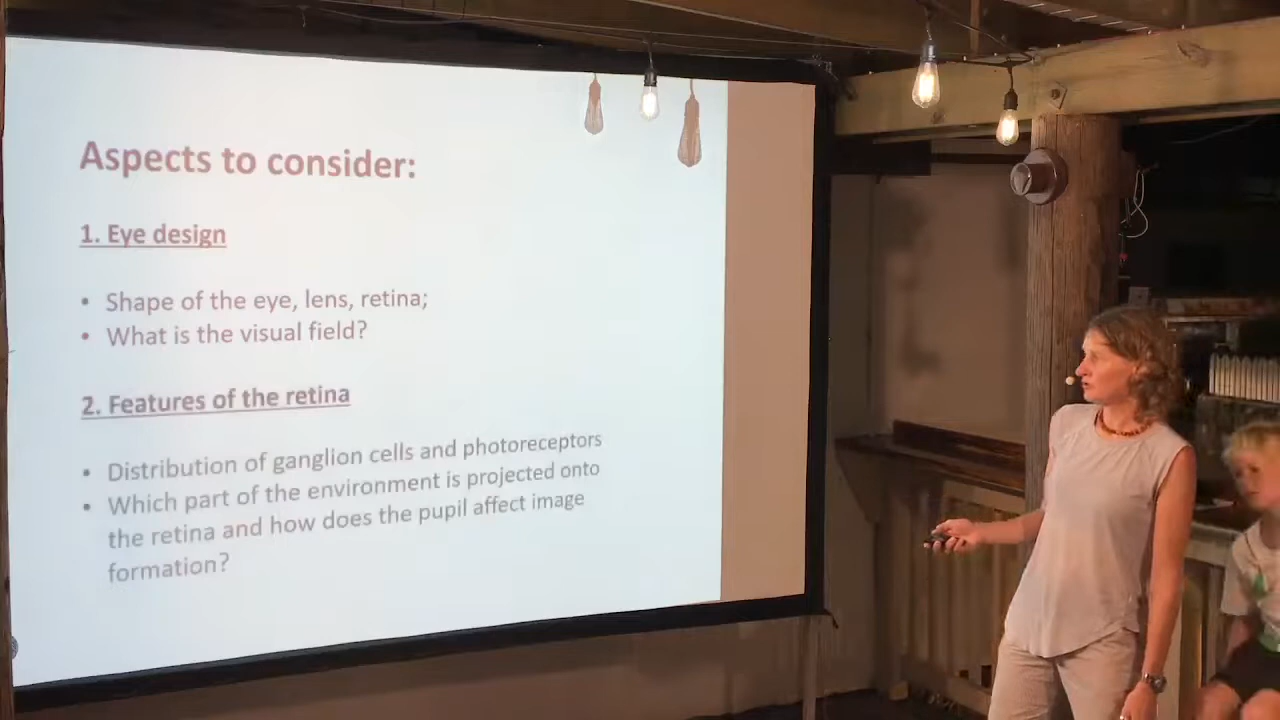 Aspects to consider:
1. Eye design
• Shape of the eye, lens, retina;
• What is the visual field?
2. Features of the retina
• Distribution of ganglion cells and photoreceptors
• Which part of the environment is projected onto
the retina and how does the pupil affect image
formation?